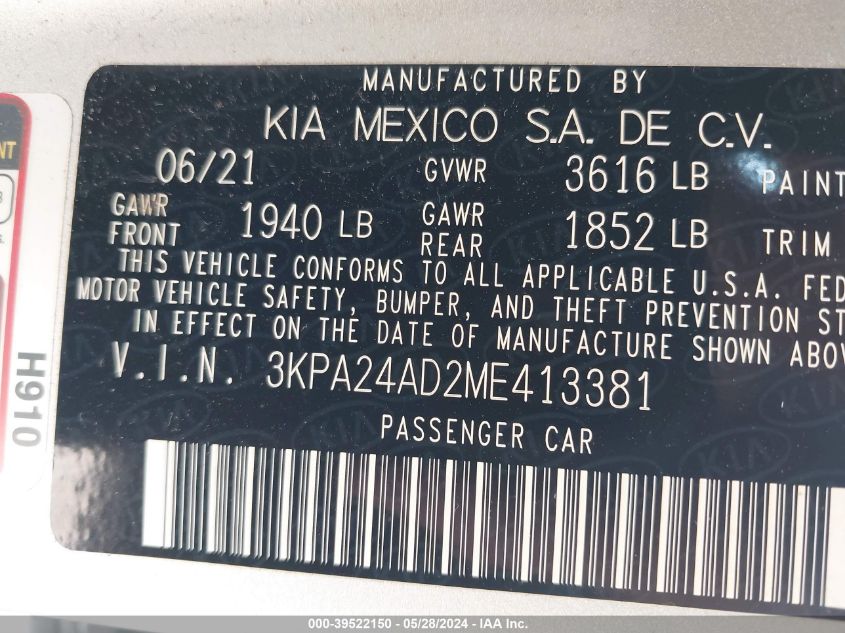 MANUFACTURED BY
KIA MEXICO S.A. DE C.V.
06/21 GVWR 3616 LB PAINT
GAWR FRONT 1940 LB GAWR REAR 1852 LB TRIM
THIS VEHICLE CONFORMS TO ALL APPLICABLE U.S.A. FED
MOTOR VEHICLE SAFETY, BUMPER, AND THEFT PREVENTION ST
IN EFFECT ON THE DATE OF MANUFACTURE SHOWN ABOV
V.I.N. 3KPA24AD2ME413381
PASSENGER CAR
H910
NT
000-39522150 - 05/28/2024 - IAA Inc.